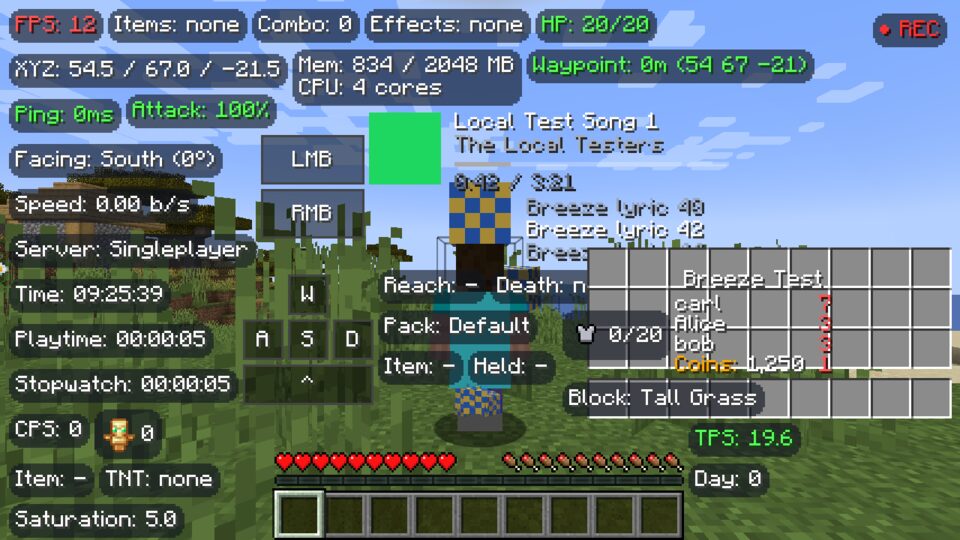 FPS: 12 Items: none Combo: 0 Effects: none HP: 20/20
REC
XYZ: 54.5 / 67.0 / -21.5
Mem: 834 / 2048 MB
CPU: 4 cores
Waypoint: 0m (54 67 -21)
Ping: 0ms Attack: 100%
Local Test Song 1
The Local Testers
0:42 / 3:21
Facing: South (0°)
LMB
RMB
Speed: 0.00 b/s
Breeze lyric 40
Breeze lyric 42
Breeze
Server: Singleplayer
Time: 09:25:39
W
Reach: - Death: n
Breeze Test
carl 7
Alice 3
bob 3
Coins: 1,250 1
0/20
Pack: Default
Playtime: 00:00:05
A S D
Item: - Held: -
Stopwatch: 00:00:05
^
Block: Tall Grass
CPS: 0
0
TPS: 19.6
Item: - TNT: none
Day: 0
Saturation: 5.0